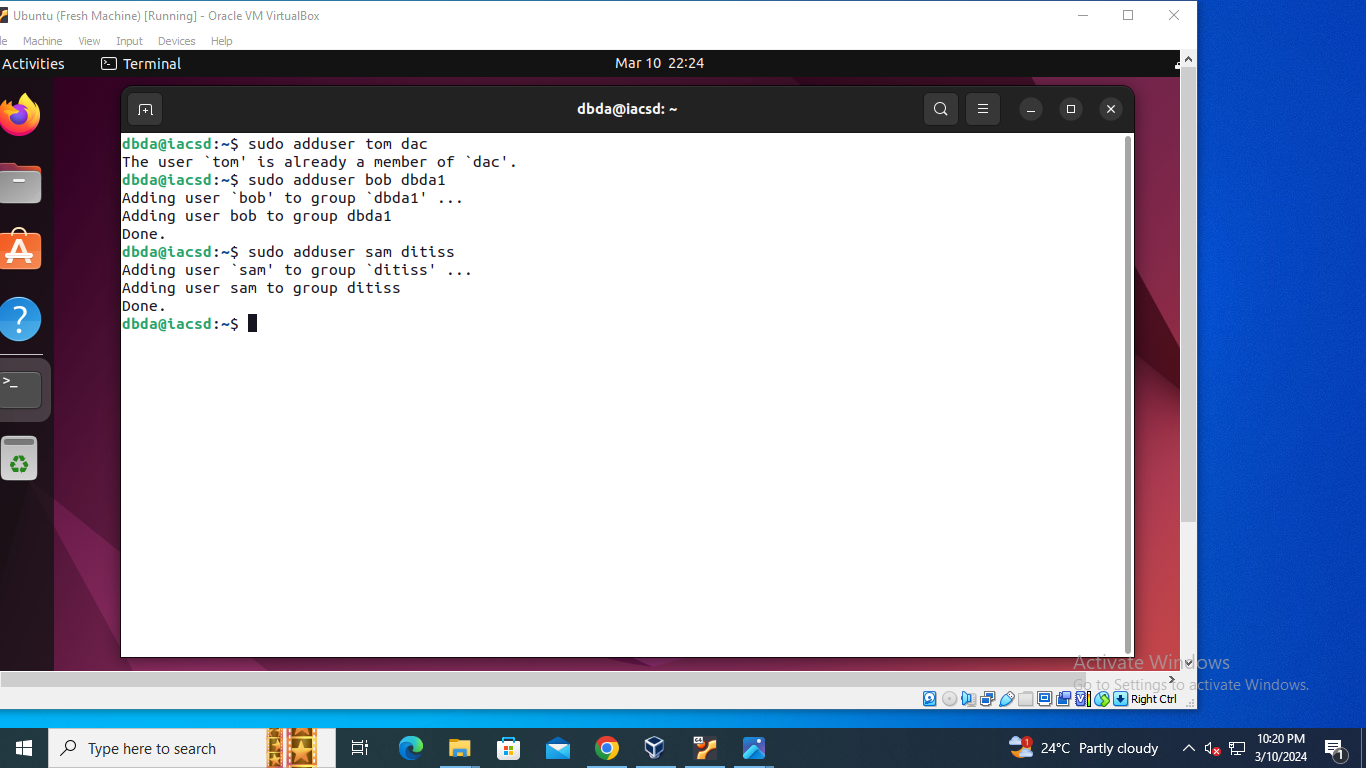 Ubuntu (Fresh Machine) [Running] - Oracle VM VirtualBox
le Machine View Input Devices Help
Activities Terminal Mar 10 22:24
dbda@iacsd: ~
dbda@iacsd:~$ sudo adduser tom dac
The user `tom' is already a member of `dac'.
dbda@iacsd:~$ sudo adduser bob dbda1
Adding user `bob' to group `dbda1' ...
Adding user bob to group dbda1
Done.
dbda@iacsd:~$ sudo adduser sam ditiss
Adding user `sam' to group `ditiss' ...
Adding user sam to group ditiss
Done.
dbda@iacsd:~$
Activate Windows
Go to Settings to activate Windows.
Right Ctrl
Type here to search
64
1
24°C Partly cloudy
10:20 PM
3/10/2024
1